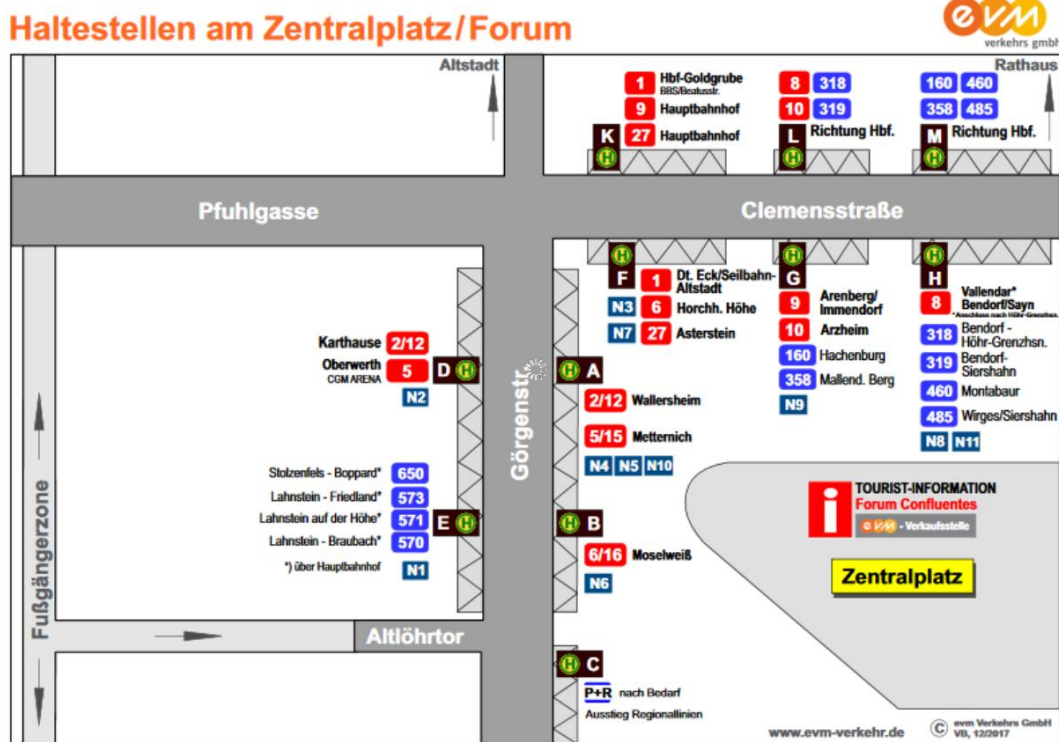 Haltestellen am Zentralplatz/Forum
evm
verkehrs gmbh
Altstadt
Rathaus
1 Hbf-Goldgrube
BBS/Beatusstr.
9 Hauptbahnhof
K 27 Hauptbahnhof
H
8 318
10 319
L Richtung Hbf.
H
160 460
358 485
M Richtung Hbf.
H
Pfuhlgasse
Clemensstraße
Görgenstr.
H
F 1 Dt. Eck/Seilbahn-
Altstadt
N3 6 Horchh. Höhe
N7 27 Asterstein
H
G
9 Arenberg/
Immendorf
10 Arzheim
160 Hachenburg
358 Mallend. Berg
N9
H
H
8 Vallendar*
Bendorf/Sayn
*Anschluss nach Höhr-Grenzhsn.
318 Bendorf -
Höhr-Grenzhsn.
319 Bendorf-
Siershahn
460 Montabaur
485 Wirges/Siershahn
N8 N11
Karthause 2/12
Oberwerth 5 D H
CGM ARENA
N2
H A
2/12 Wallersheim
5/15 Metternich
N4 N5 N10
Stolzenfels - Boppard* 650
Lahnstein - Friedland* 573
Lahnstein auf der Höhe* 571 E H
Lahnstein - Braubach* 570
*) über Hauptbahnhof N1
H B
6/16 Moselweiß
N6
i TOURIST-INFORMATION
Forum Confluentes
evm - Verkaufsstelle
Zentralplatz
Fußgängerzone
Altlöhrtor
H C
P+R nach Bedarf
Ausstieg Regionallinien
www.evm-verkehr.de
© evm Verkehrs GmbH
VB, 12/2017